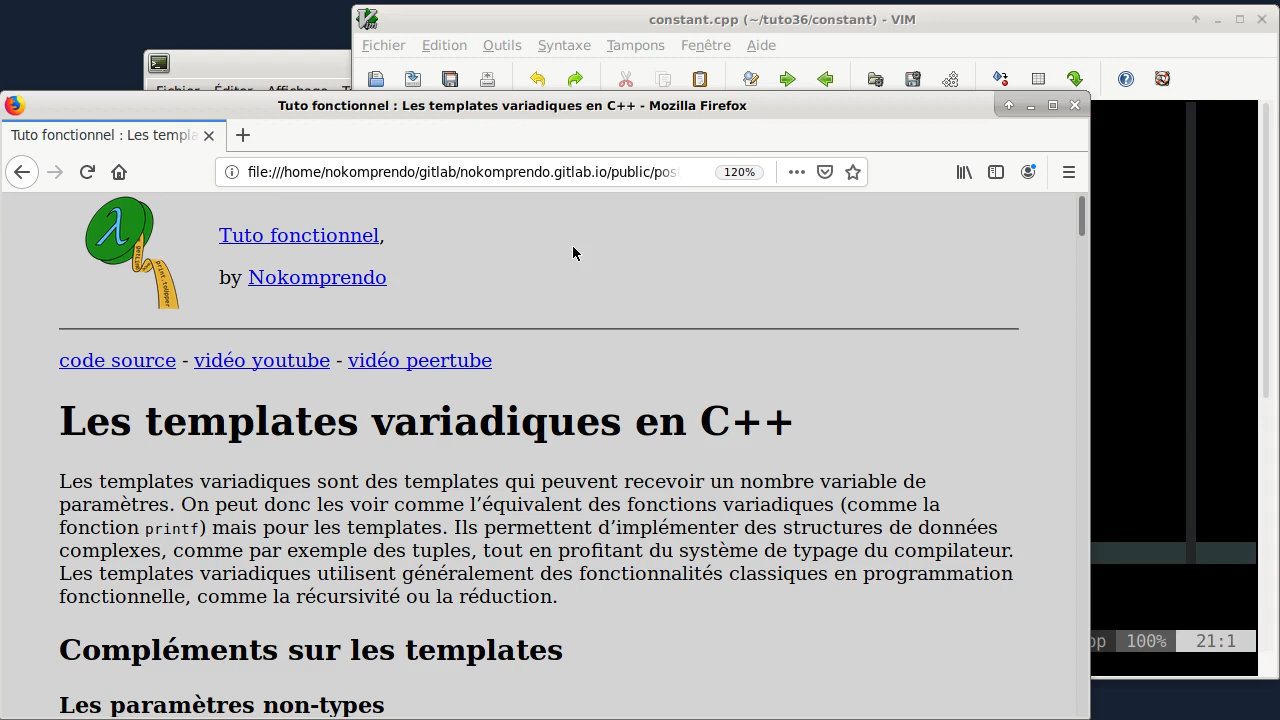 constant.cpp (~/tuto36/constant) - VIM
Fichier Edition Outils Syntaxe Tampons Fenêtre Aide
Fichier Éditer Affichage
Tuto fonctionnel : Les templates variadiques en C++ - Mozilla Firefox
Tuto fonctionnel : Les templa
file:///home/nokomprendo/gitlab/nokomprendo.gitlab.io/public/pos 120%
λ
Tuto fonctionnel,
by Nokomprendo
code source - vidéo youtube - vidéo peertube
Les templates variadiques en C++
Les templates variadiques sont des templates qui peuvent recevoir un nombre variable de
paramètres. On peut donc les voir comme l’équivalent des fonctions variadiques (comme la
fonction printf) mais pour les templates. Ils permettent d’implémenter des structures de données
complexes, comme par exemple des tuples, tout en profitant du système de typage du compilateur.
Les templates variadiques utilisent généralement des fonctionnalités classiques en programmation
fonctionnelle, comme la récursivité ou la réduction.
Compléments sur les templates
Les paramètres non-types
pp 100% 21:1